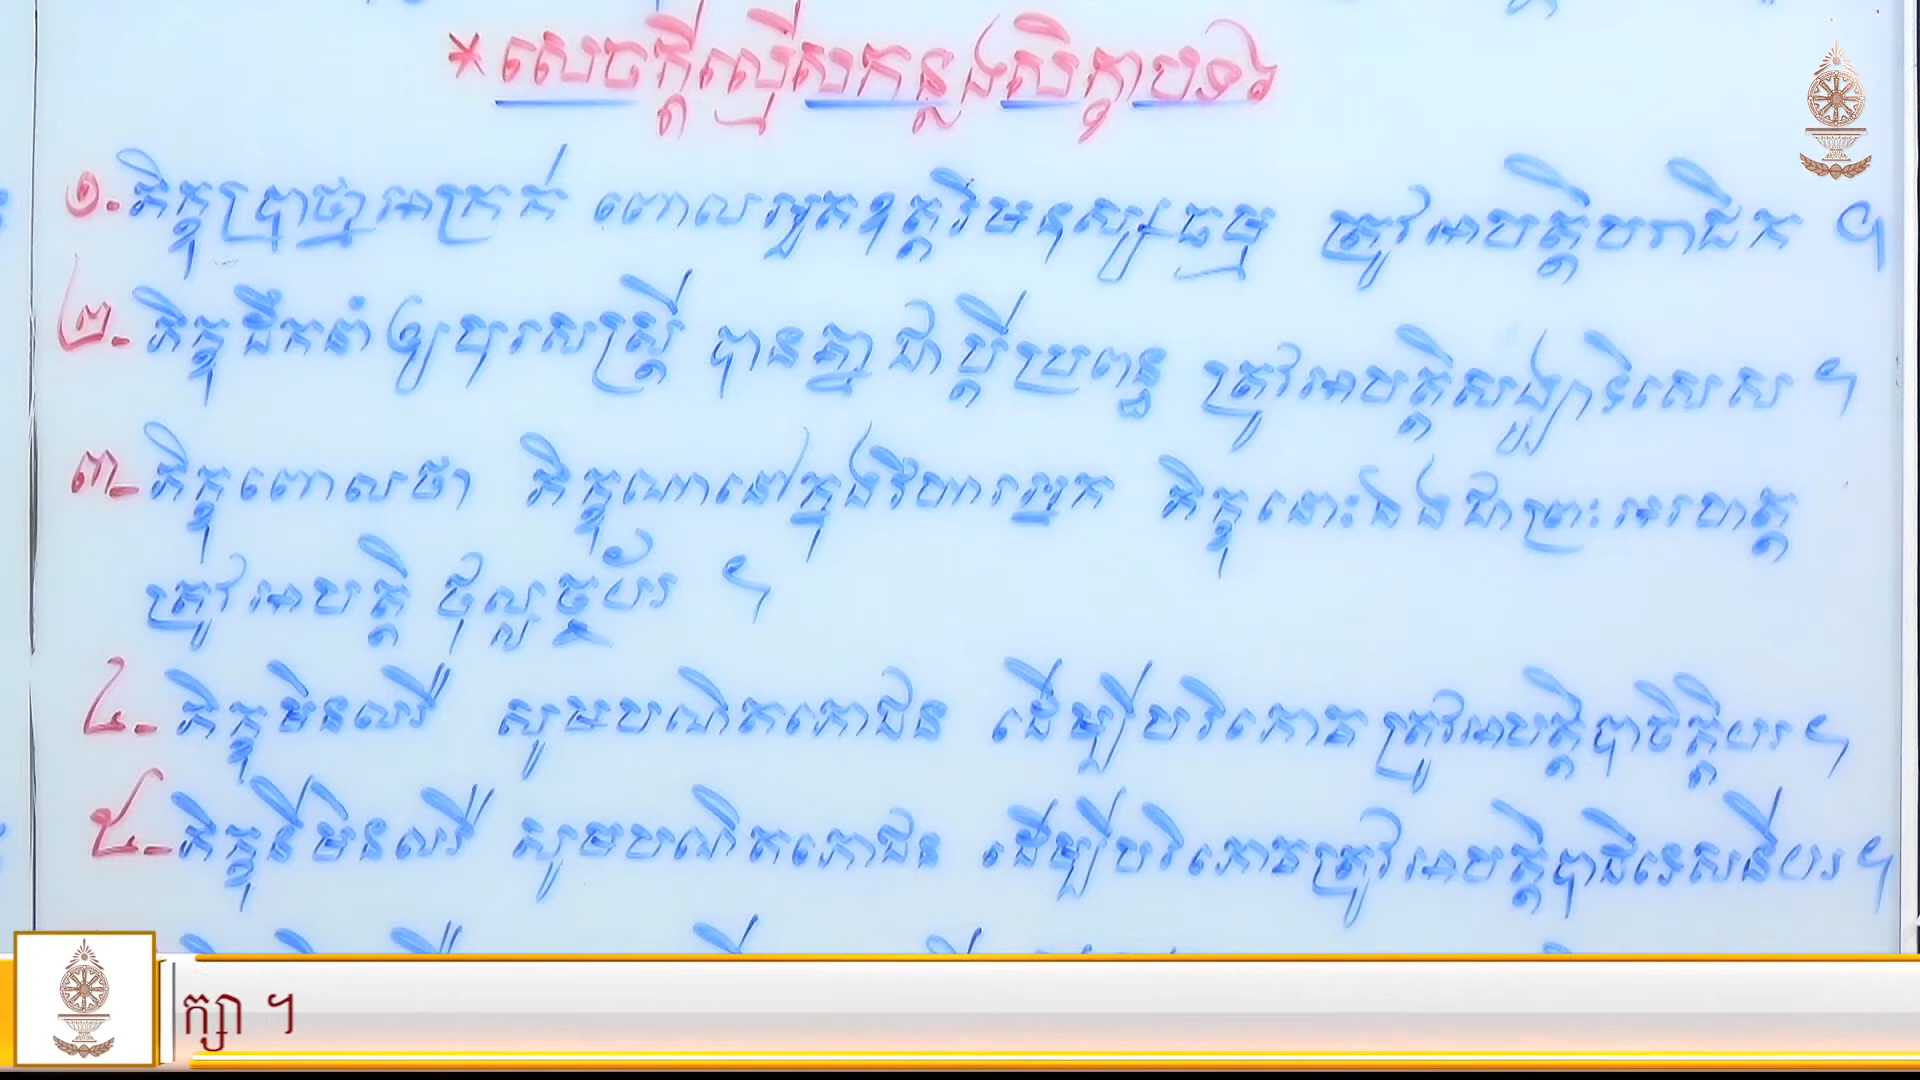 * សេចក្តីល្មើសកន្លងសិក្ខាបទ៦
១. ភិក្ខុប្រាថ្នាអាក្រក់ ពោលអួតឧត្តរិមនុស្សធម្ម ត្រូវអាបត្តិបារាជិក ។
២. ភិក្ខុដឹកនាំ ឲ្យបុរសស្ត្រី បានគ្នាជាប្តីប្រពន្ធ ត្រូវអាបត្តិសង្ឃាទិសេស ។
៣- ភិក្ខុពោលថា ភិក្ខុណានៅក្នុងវិហារអ្នក ភិក្ខុនោះឯងជាព្រះអរហត្ត
ត្រូវអាបត្តិ ថុល្លច្ច័យ ។
៤- ភិក្ខុមិនឈឺ សូមបណីតភោជន ដើម្បីបរិភោគ ត្រូវអាបត្តិបាចិត្តិយ ។
៥- ភិក្ខុនីមិនឈឺ សូមបណីតភោជន ដើម្បីបរិភោគ ត្រូវអាបត្តិបាដិទេសនីយ ។
ក្សា ។